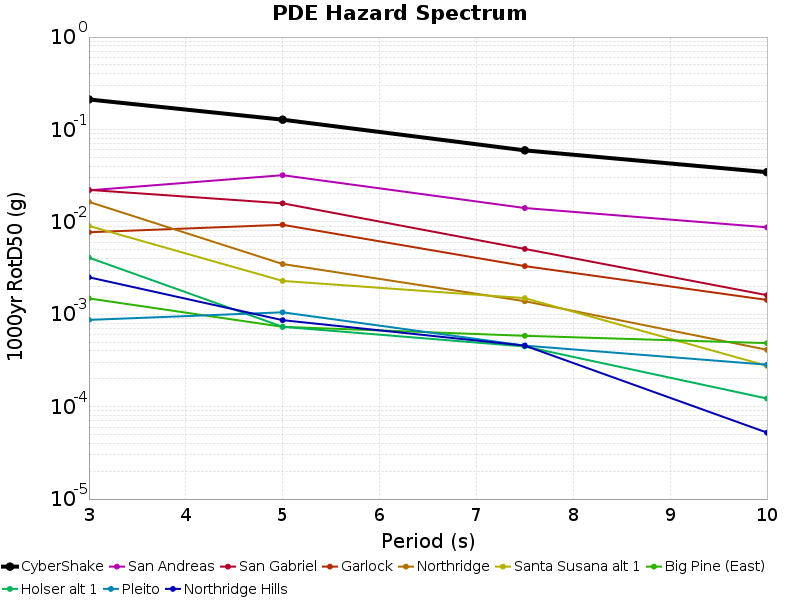 PDE Hazard Spectrum
1000yr RotD50 (g)
10^0
10^-1
10^-2
10^-3
10^-4
10^-5
3 4 5 6 7 8 9 10
Period (s)
CyberShake San Andreas San Gabriel Garlock Northridge Santa Susana alt 1 Big Pine (East)
Holser alt 1 Pleito Northridge Hills